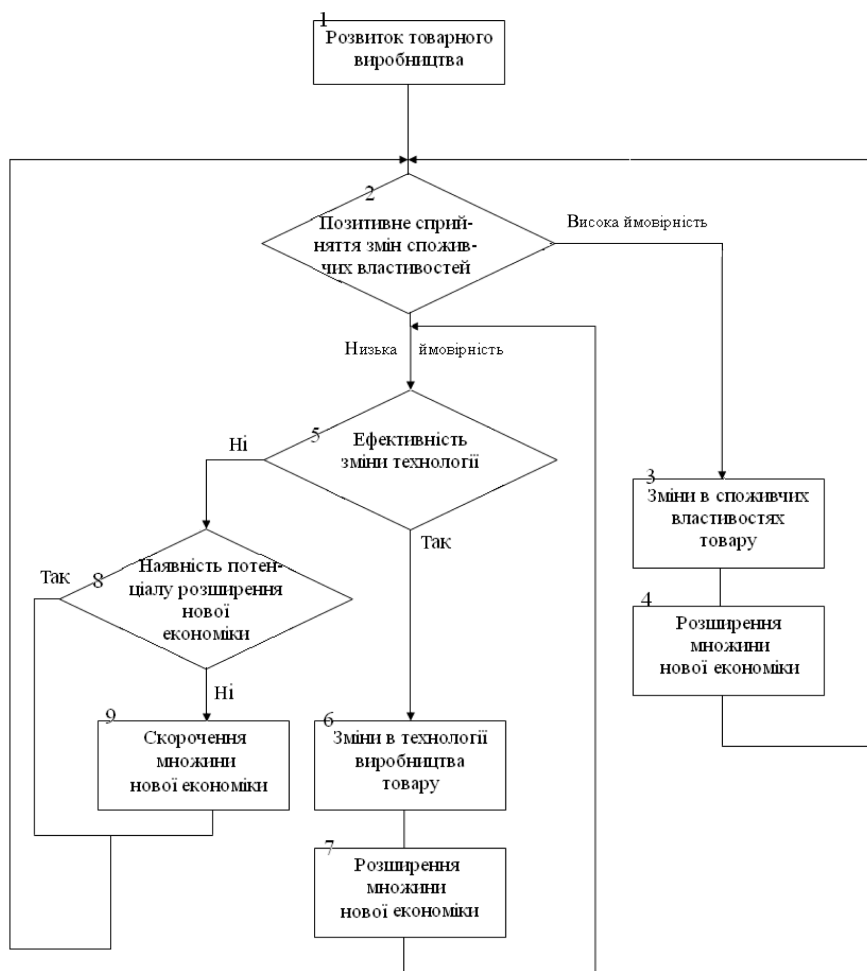 1
Розвиток товарного
виробництва
2
Позитивне сприй-
няття змін спожив-
чих властивостей
Висока ймовірність
Низька ймовірність
5
Ефективність
зміни технології
Ні
Так
3
Зміни в споживчих
властивостях
товару
8
Наявність потен-
ціалу розширення
нової
економіки
Так
Ні
4
Розширення
множини
нової економіки
9
Скорочення
множини
нової економіки
6
Зміни в технології
виробництва
товару
7
Розширення
множини
нової економіки